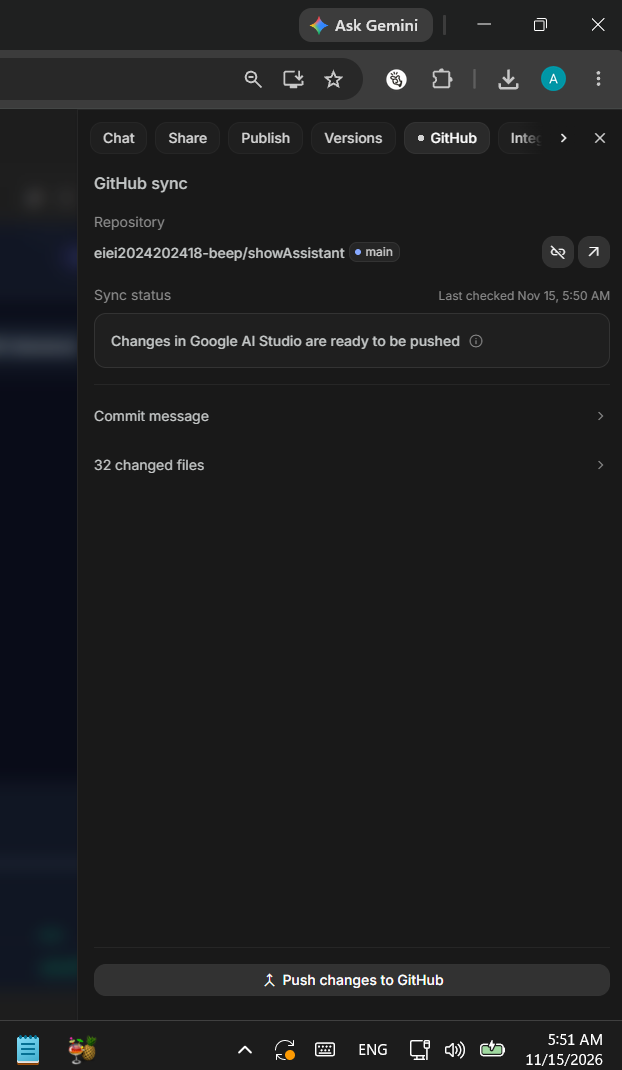 Ask Gemini
A
Chat Share Publish Versions GitHub
GitHub sync
Repository
eiei2024202418-beep/showAssistant main
Sync status Last checked Nov 15, 5:50 AM
Changes in Google AI Studio are ready to be pushed
Commit message
32 changed files
Push changes to GitHub
ENG 5:51 AM
11/15/2026